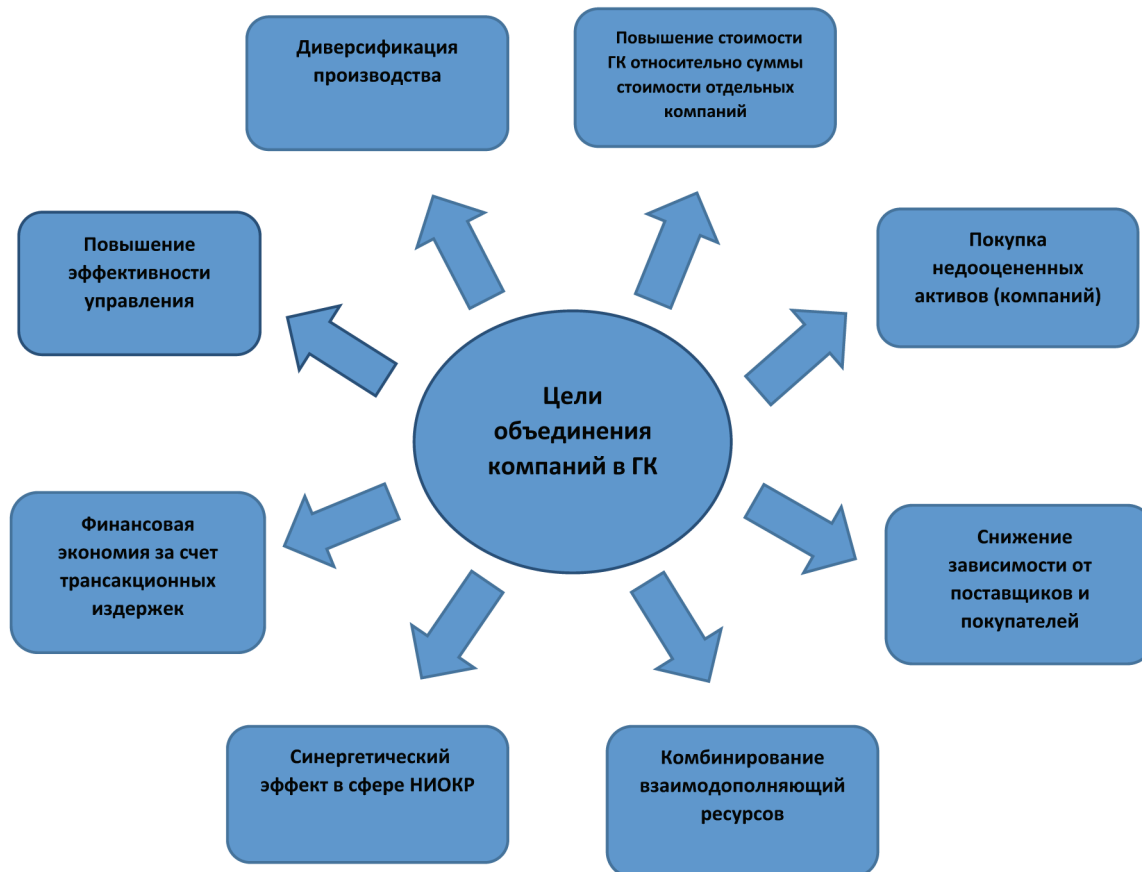 Диверсификация
производства
Повышение стоимости
ГК относительно суммы
стоимости отдельных
компаний
Повышение
эффективности
управления
Покупка
недооцененных
активов (компаний)
Цели
объединения
компаний в ГК
Финансовая
экономия за счет
трансакционных
издержек
Снижение
зависимости от
поставщиков и
покупателей
Синергетический
эффект в сфере НИОКР
Комбинирование
взаимодополняющий
ресурсов